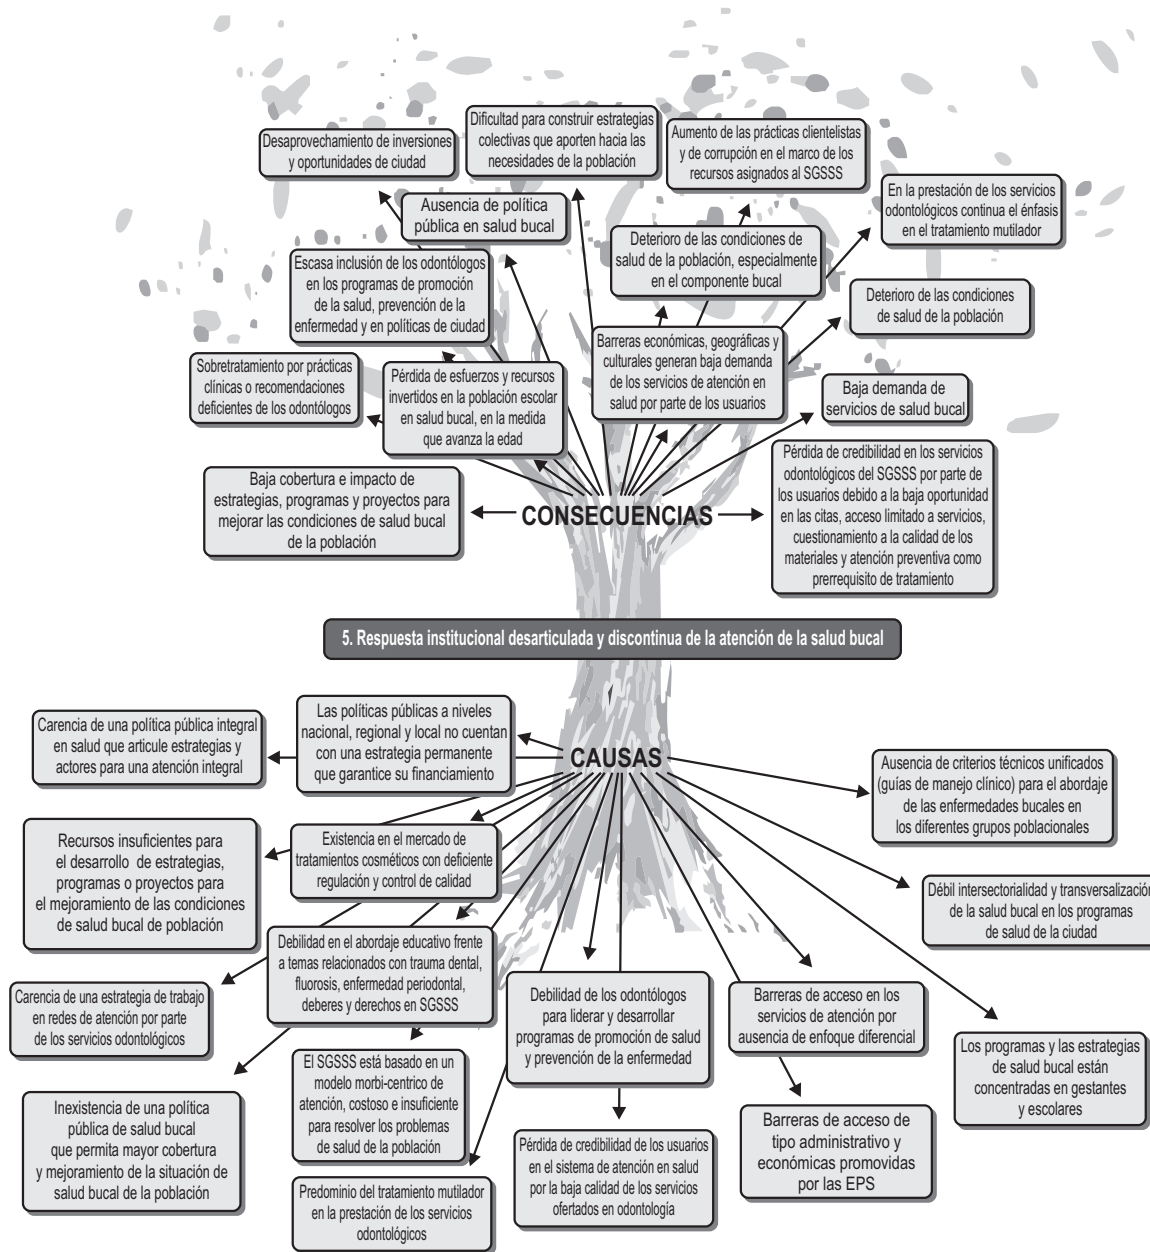 Desaprovechamiento de inversiones
y oportunidades de ciudad
Dificultad para construir estrategias
colectivas que aporten hacia las
necesidades de la población
Aumento de las prácticas clientelistas
y de corrupción en el marco de los
recursos asignados al SGSSS
En la prestación de los servicios
odontológicos continua el énfasis
en el tratamiento mutilador
Ausencia de política
pública en salud bucal
Deterioro de las condiciones de
salud de la población, especialmente
en el componente bucal
Escasa inclusión de los odontólogos
en los programas de promoción
de la salud, prevención de la
enfermedad y en políticas de ciudad
Deterioro de las condiciones
de salud de la población
Barreras económicas, geográficas y
culturales generan baja demanda
de los servicios de atención en
salud por parte de los usuarios
Sobretratamiento por prácticas
clínicas o recomendaciones
deficientes de los odontólogos
Pérdida de esfuerzos y recursos
invertidos en la población escolar
en salud bucal, en la medida
que avanza la edad
Baja demanda de
servicios de salud bucal
Baja cobertura e impacto de
estrategias, programas y proyectos para
mejorar las condiciones de salud bucal
de la población
CONSECUENCIAS
Pérdida de credibilidad en los servicios
odontológicos del SGSSS por parte de
los usuarios debido a la baja oportunidad
en las citas, acceso limitado a servicios,
cuestionamiento a la calidad de los
materiales y atención preventiva como
prerrequisito de tratamiento
5. Respuesta institucional desarticulada y discontinua de la atención de la salud bucal
Carencia de una política pública integral
en salud que articule estrategias y
actores para una atención integral
Las políticas públicas a niveles
nacional, regional y local no cuentan
con una estrategia permanente
que garantice su financiamiento
CAUSAS
Ausencia de criterios técnicos unificados
(guías de manejo clínico) para el abordaje
de las enfermedades bucales en
los diferentes grupos poblacionales
Recursos insuficientes para
el desarrollo de estrategias,
programas o proyectos para
el mejoramiento de las condiciones
de salud bucal de población
Existencia en el mercado de
tratamientos cosméticos con deficiente
regulación y control de calidad
Débil intersectorialidad y transversalización
de la salud bucal en los programas
de salud de la ciudad
Debilidad en el abordaje educativo frente
a temas relacionados con trauma dental,
fluorosis, enfermedad periodontal,
deberes y derechos en SGSSS
Carencia de una estrategia de trabajo
en redes de atención por parte
de los servicios odontológicos
Debilidad de los odontólogos
para liderar y desarrollar
programas de promoción de salud
y prevención de la enfermedad
Barreras de acceso en los
servicios de atención por
ausencia de enfoque diferencial
Los programas y las estrategias
de salud bucal están
concentradas en gestantes
y escolares
El SGSSS está basado en un
modelo morbi-centrico de
atención, costoso e insuficiente
para resolver los problemas
de salud de la población
Inexistencia de una política
pública de salud bucal
que permita mayor cobertura
y mejoramiento de la situación de
salud bucal de la población
Barreras de acceso de
tipo administrativo y
económicas promovidas
por las EPS
Pérdida de credibilidad de los usuarios
en el sistema de atención en salud
por la baja calidad de los servicios
ofertados en odontología
Predominio del tratamiento mutilador
en la prestación de los servicios
odontológicos